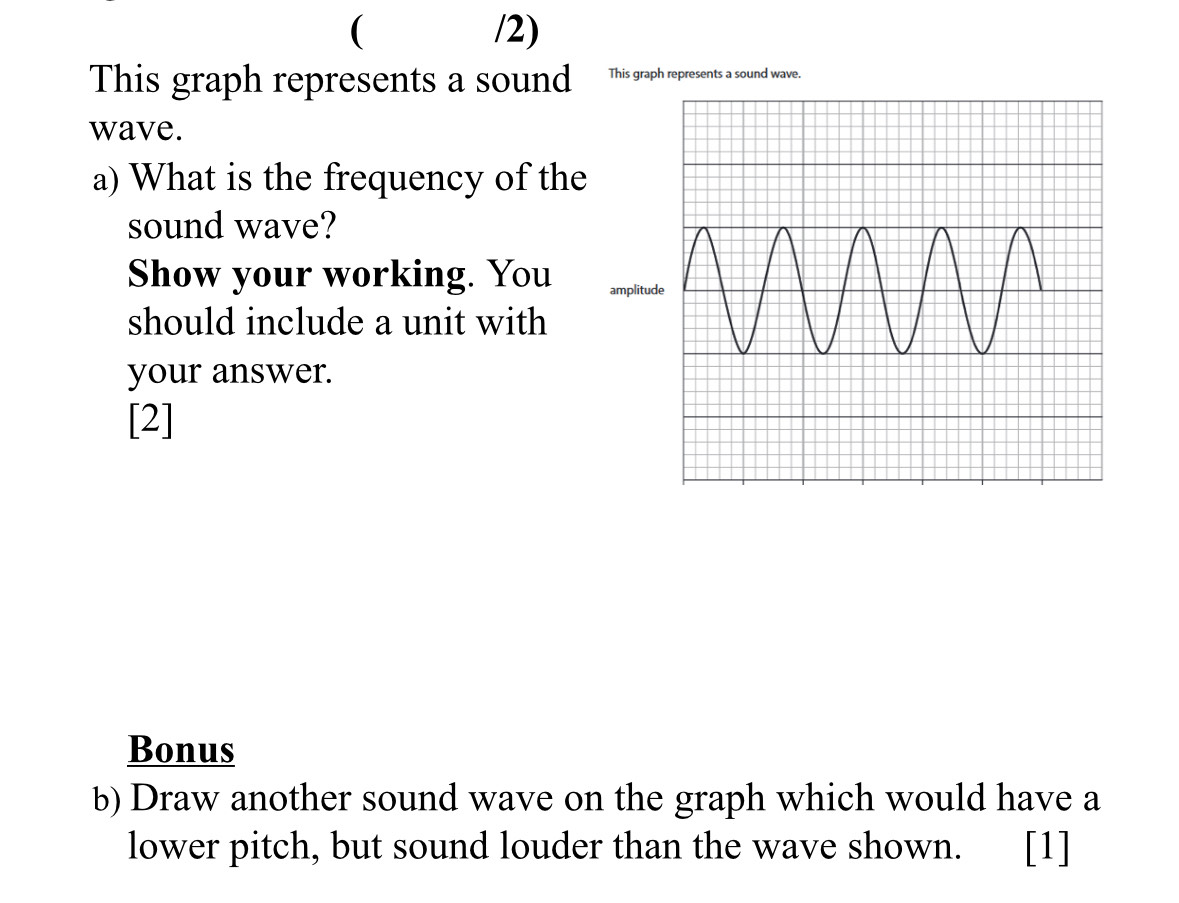 ( /2)
This graph represents a sound
wave.
a) What is the frequency of the
sound wave?
Show your working. You
should include a unit with
your answer.
[2]
This graph represents a sound wave.
amplitude
Bonus
b) Draw another sound wave on the graph which would have a
lower pitch, but sound louder than the wave shown. [1]